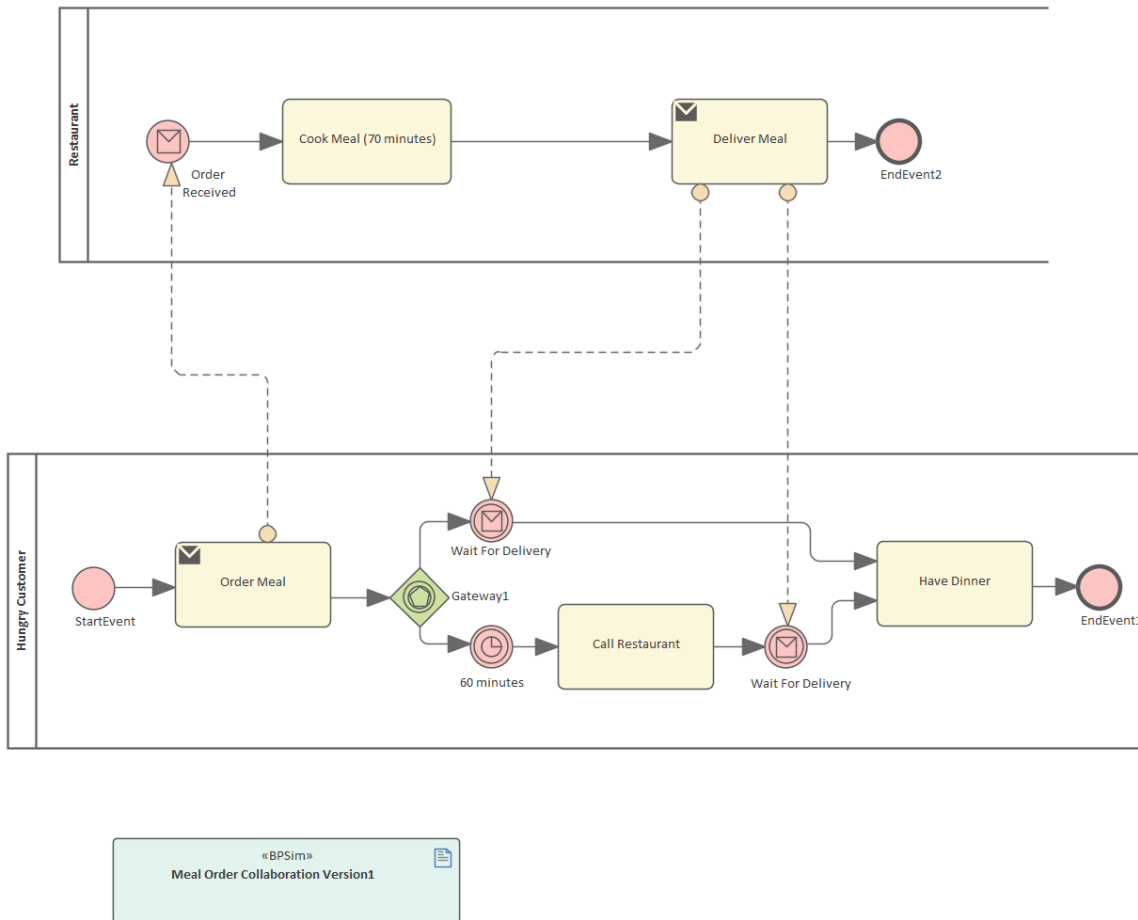 Restaurant
Cook Meal (70 minutes)
Deliver Meal
Order
Received
EndEvent2
Hungry Customer
StartEvent
Order Meal
Gateway1
Wait For Delivery
60 minutes
Call Restaurant
Wait For Delivery
Have Dinner
EndEvent1
«BPSim»
Meal Order Collaboration Version1